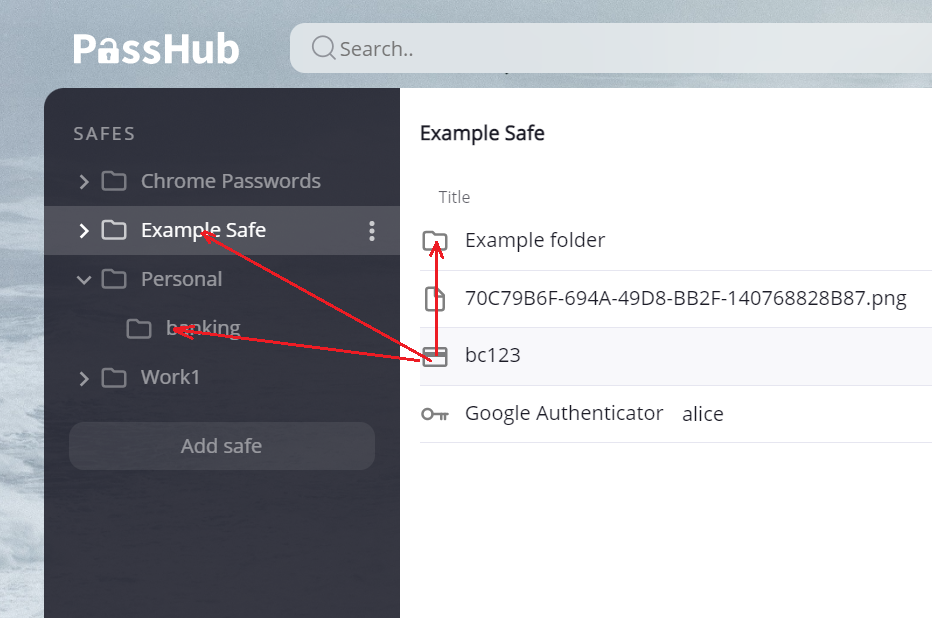 PassHub
Search..
SAFES
Chrome Passwords
Example Safe
Personal
banking
Work1
Add safe
Example Safe
Title
Example folder
70C79B6F-694A-49D8-BB2F-140768828B87.png
bc123
Google Authenticator alice